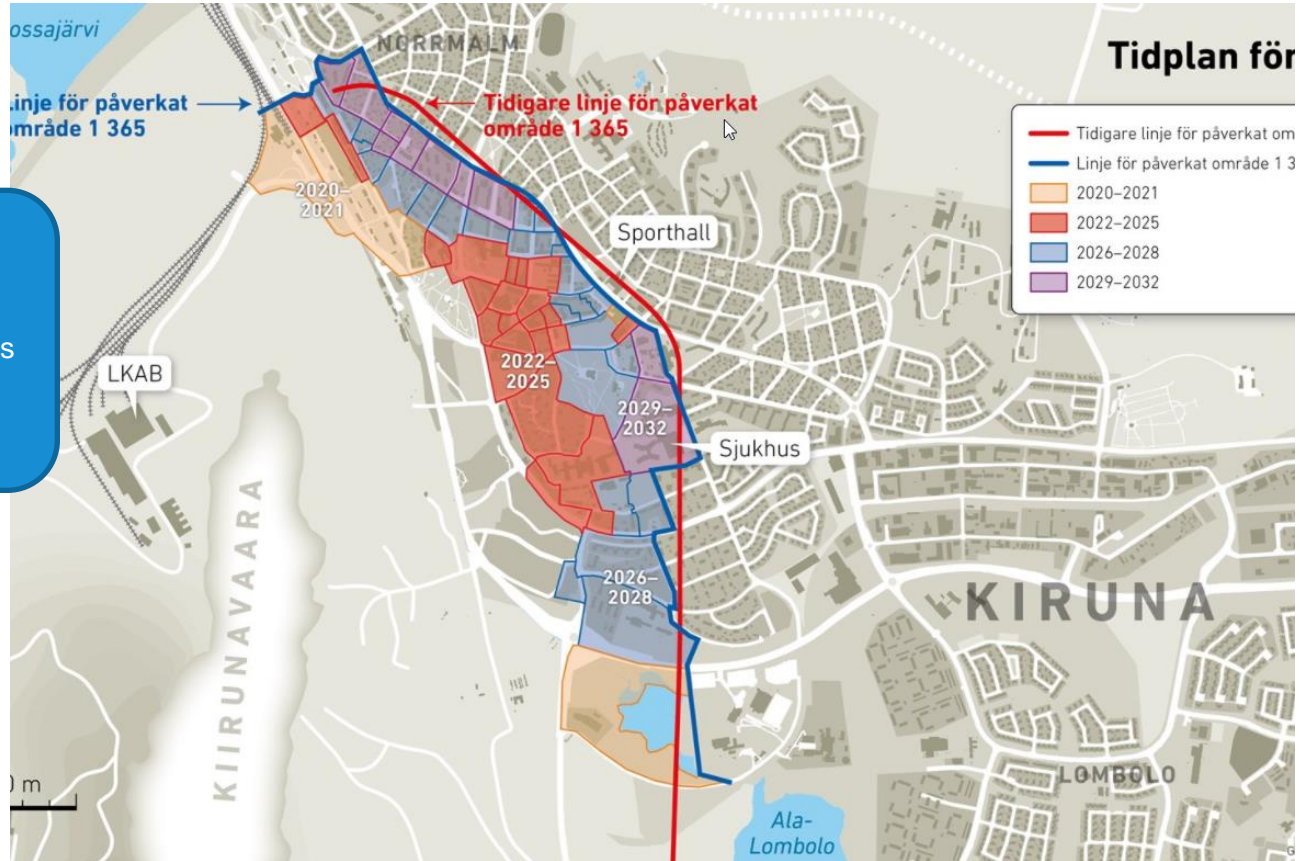 ossajärvi
NORRMALM
Tidplan för
Linje för påverkat
område 1 365
Tidigare linje för påverkat
område 1 365
Tidigare linje för påverkat om
Linje för påverkat område 1 3
2020–2021
2022–2025
2026–2028
2029–2032
2020–
2021
Sporthall
s
LKAB
2022–
2025
2029–
2032
Sjukhus
KIIRUNAVAARA
2026–
2028
KIRUNA
LOMBOLO
0 m
Ala-
Lombolo
G